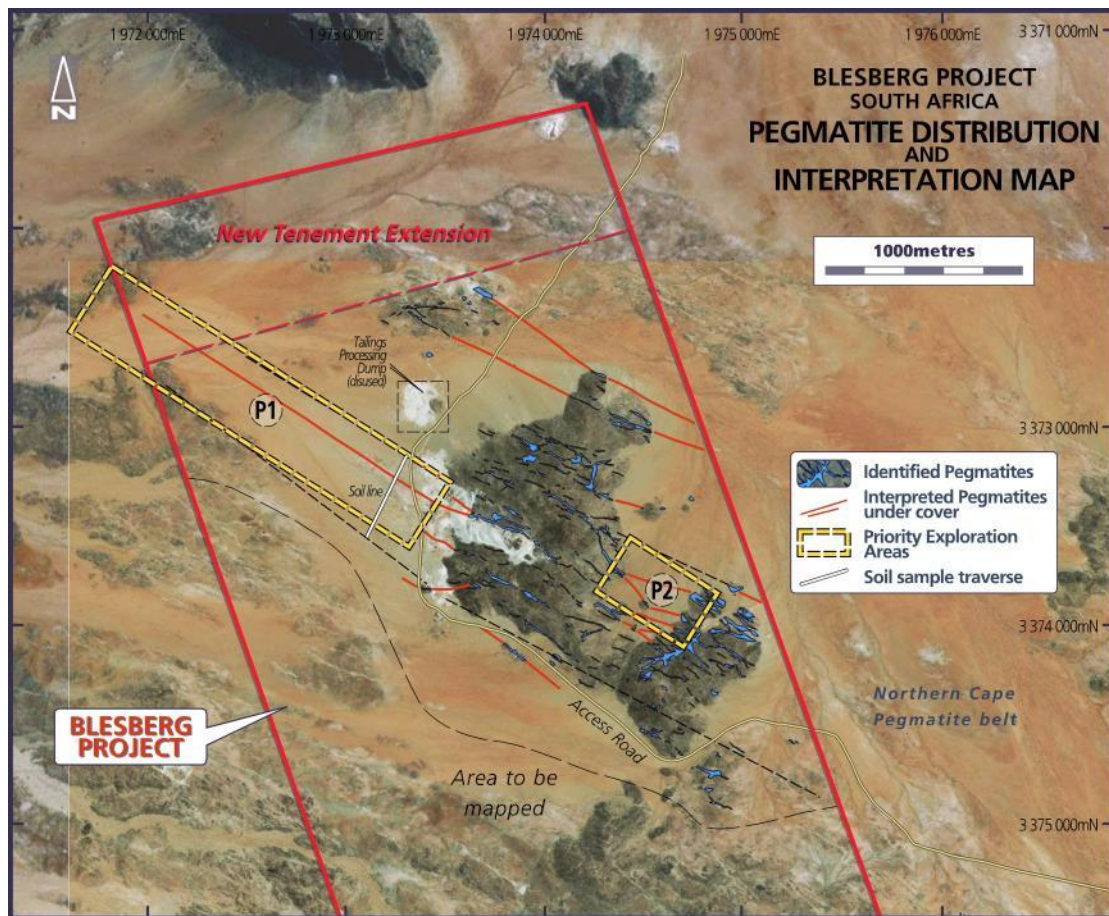 1 972 000mE
1 973 000mE
1 974 000mE
1 975 000mE
1 976 000mE
3 371 000mN
N
BLESBERG PROJECT
SOUTH AFRICA
PEGMATITE DISTRIBUTION
AND
INTERPRETATION MAP
New Tenement Extension
1000metres
Tailings
Processing
Dump
(disused)
P1
3 373 000mN
Soil line
Identified Pegmatites
Interpreted Pegmatites
under cover
Priority Exploration
Areas
Soil sample traverse
P2
3 374 000mN
Northern Cape
Pegmatite belt
BLESBERG
PROJECT
Access Road
Area to be
mapped
3 375 000mN